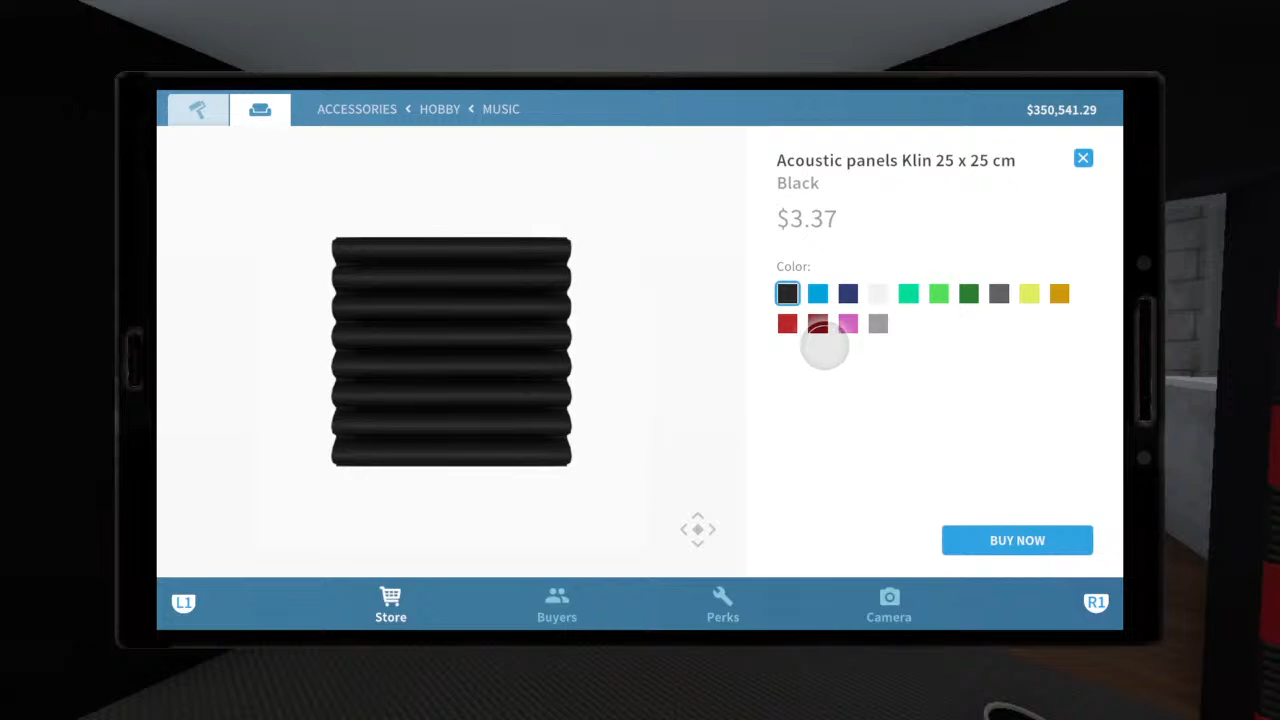 ACCESSORIES < HOBBY < MUSIC
$350,541.29
Acoustic panels Klin 25 x 25 cm
Black
$3.37
Color:
BUY NOW
L1
Store
Buyers
Perks
Camera
R1